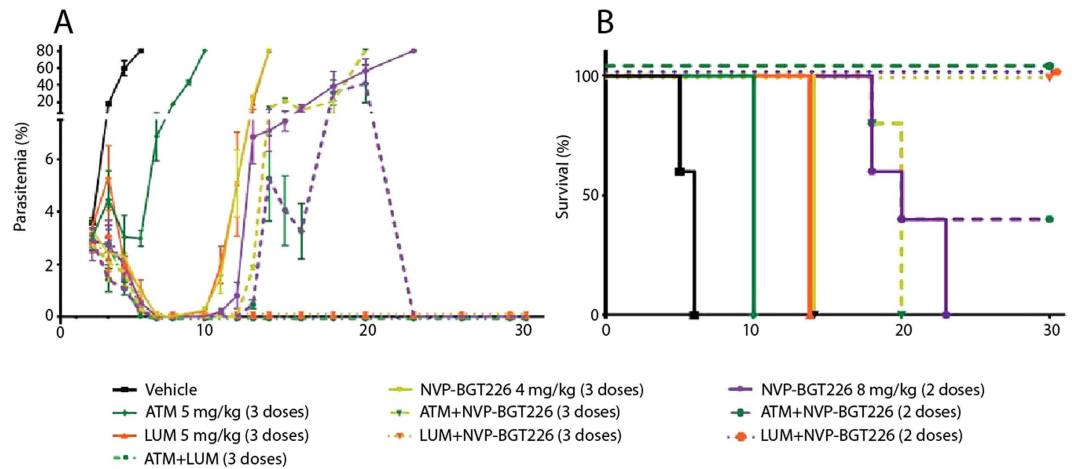 A
B
Parasitemia (%)
80
60
40
20
6
4
2
0
0
10
20
30
Survival (%)
100
50
0
0
10
20
30
Vehicle
ATM 5 mg/kg (3 doses)
LUM 5 mg/kg (3 doses)
ATM+LUM (3 doses)
NVP-BGT226 4 mg/kg (3 doses)
ATM+NVP-BGT226 (3 doses)
LUM+NVP-BGT226 (3 doses)
NVP-BGT226 8 mg/kg (2 doses)
ATM+NVP-BGT226 (2 doses)
LUM+NVP-BGT226 (2 doses)